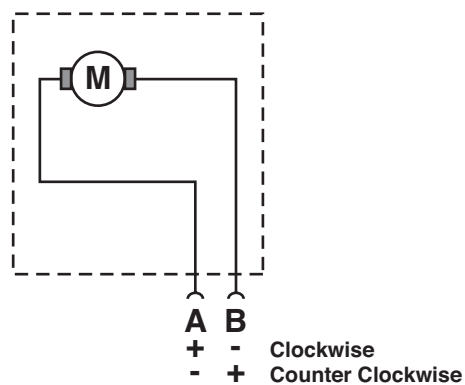 M
A B
+ - Clockwise
- + Counter Clockwise